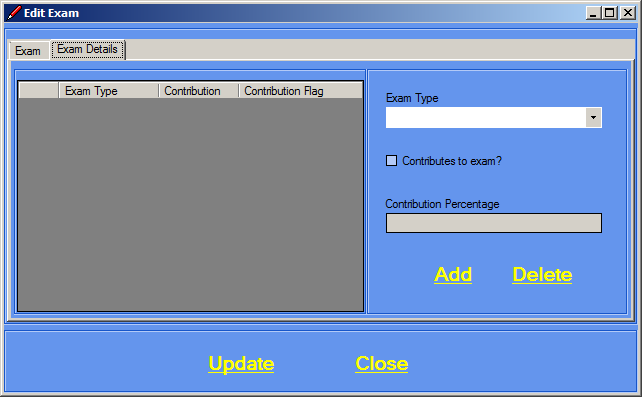 Edit Exam
Exam Exam Details
Exam Type Contribution Contribution Flag
Exam Type
Contributes to exam?
Contribution Percentage
Add Delete
Update Close